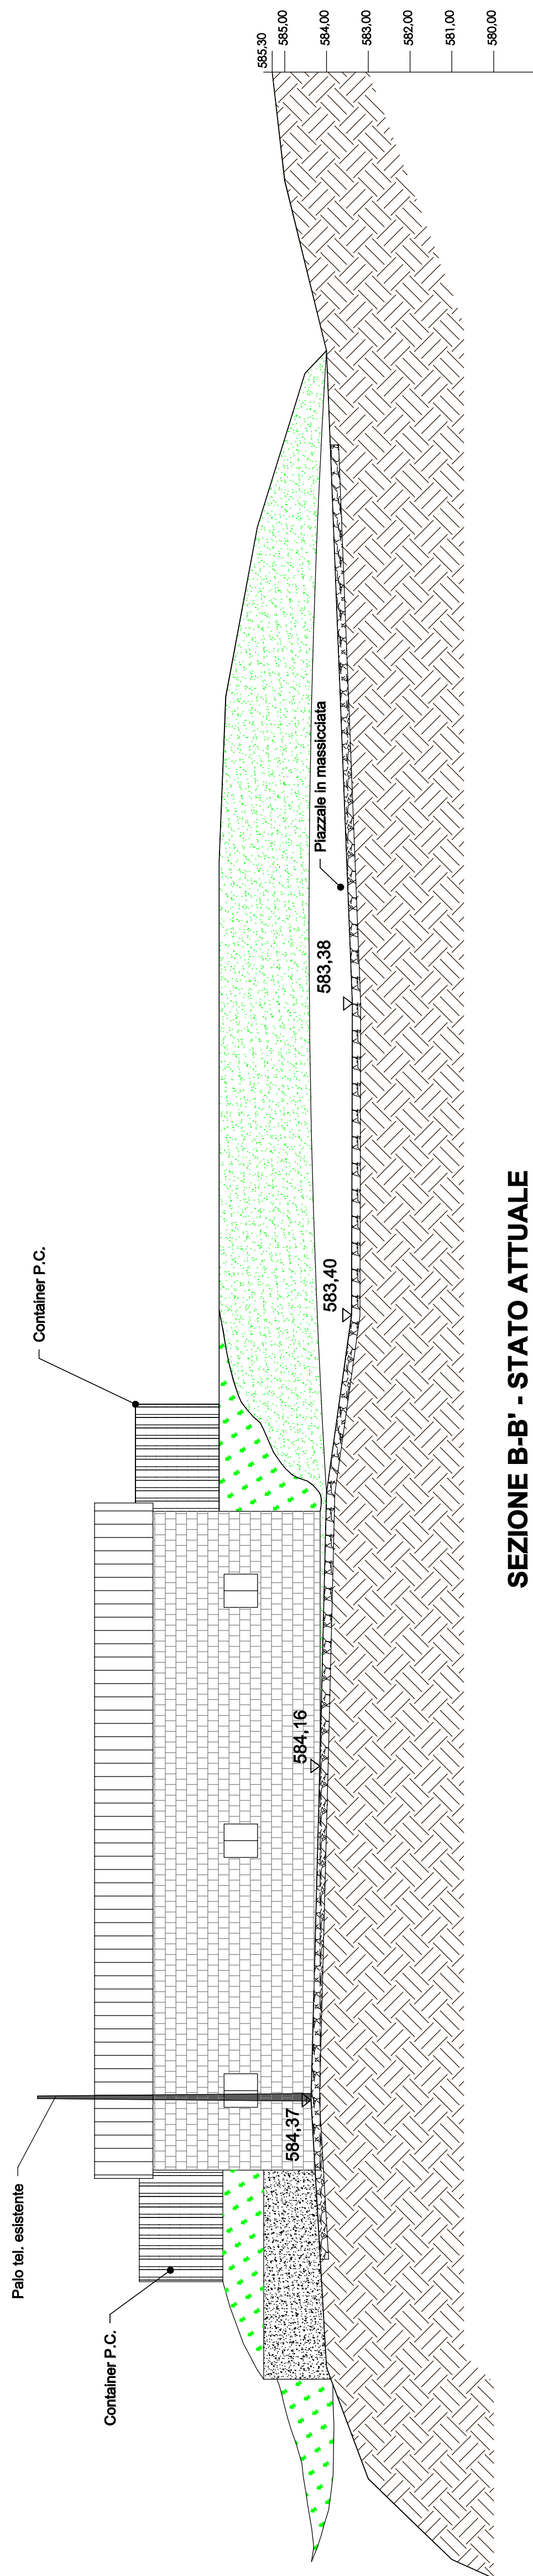 Palo tel. esistente
Container P.C.
Container P.C.
584,37
584,16
583,40
583,38
Piazzale in massicciata
585,30
585,00
584,00
583,00
582,00
581,00
580,00
SEZIONE B-B' - STATO ATTUALE